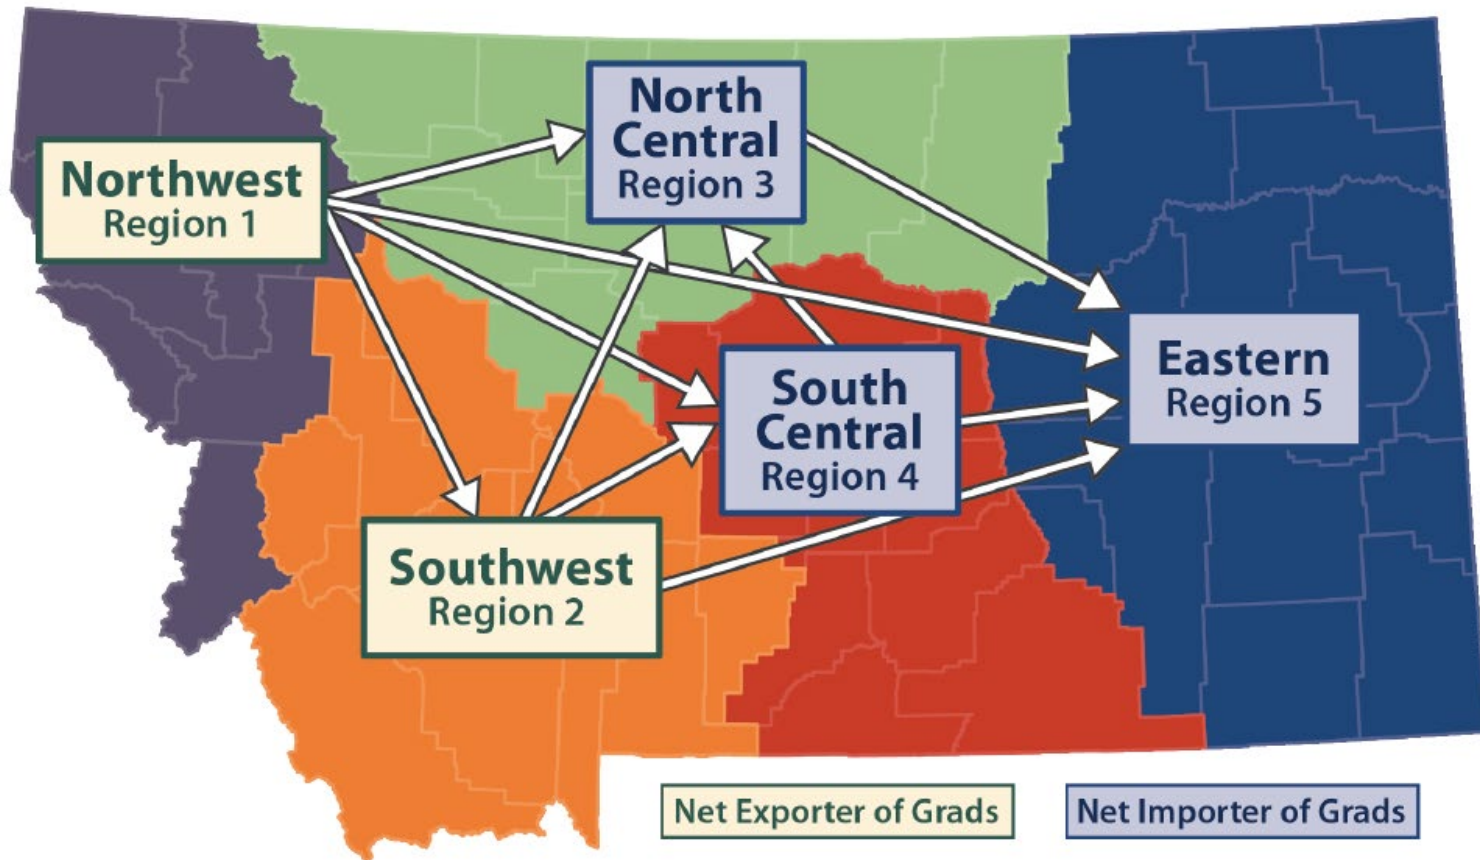 North
Central
Region 3
Northwest
Region 1
Eastern
Region 5
South
Central
Region 4
Southwest
Region 2
Net Exporter of Grads
Net Importer of Grads